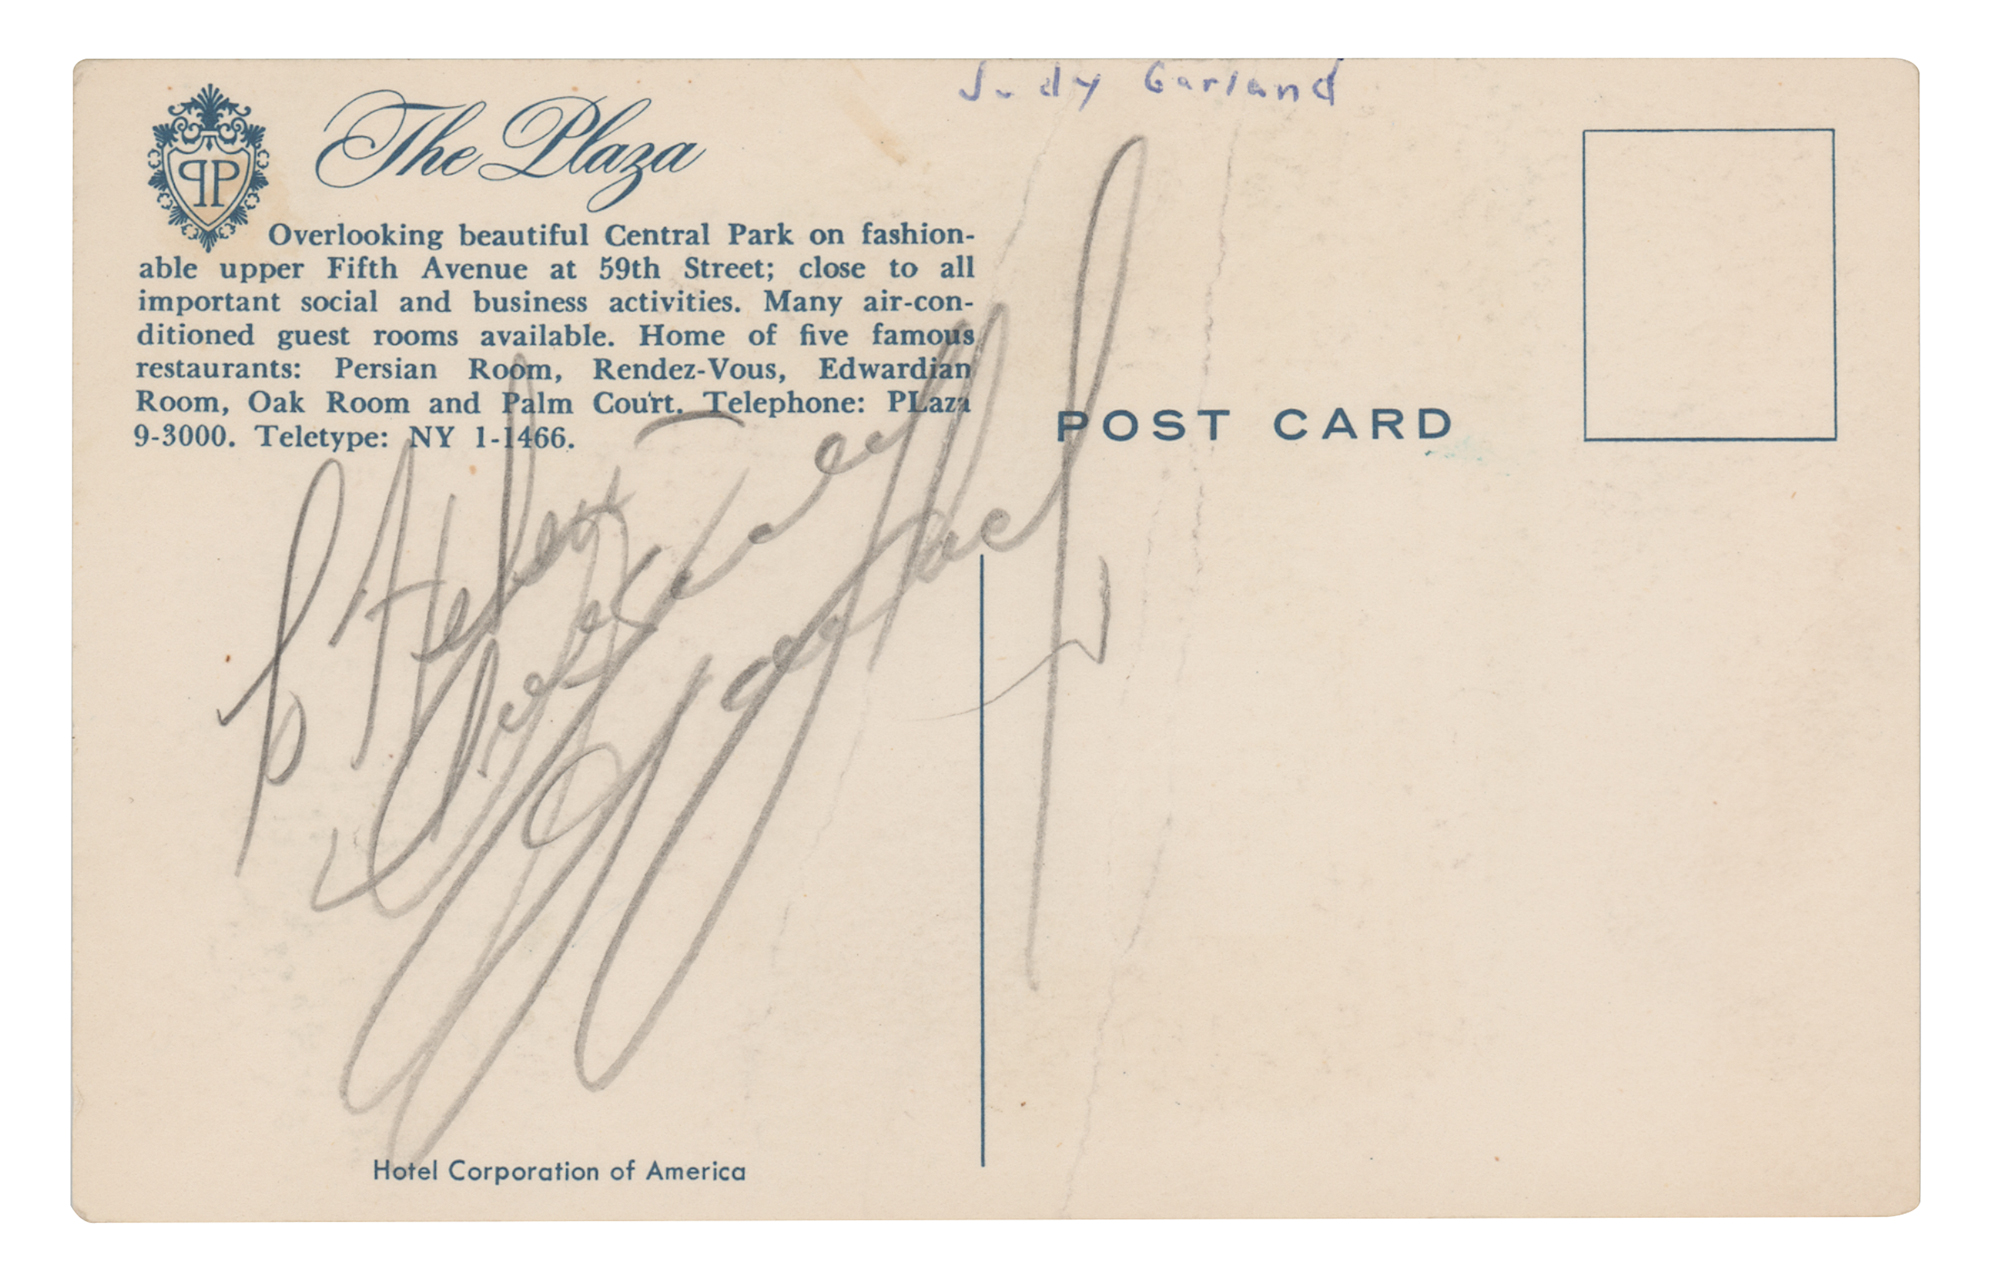 Judy Garland
The Plaza
PP
Overlooking beautiful Central Park on fashion-
able upper Fifth Avenue at 59th Street; close to all
important social and business activities. Many air-con-
ditioned guest rooms available. Home of five famous
restaurants: Persian Room, Rendez-Vous, Edwardian
Room, Oak Room and Palm Court. Telephone: PLaza
9-3000. Teletype: NY 1-1466.
POST CARD
Judy Garland
Hotel Corporation of America